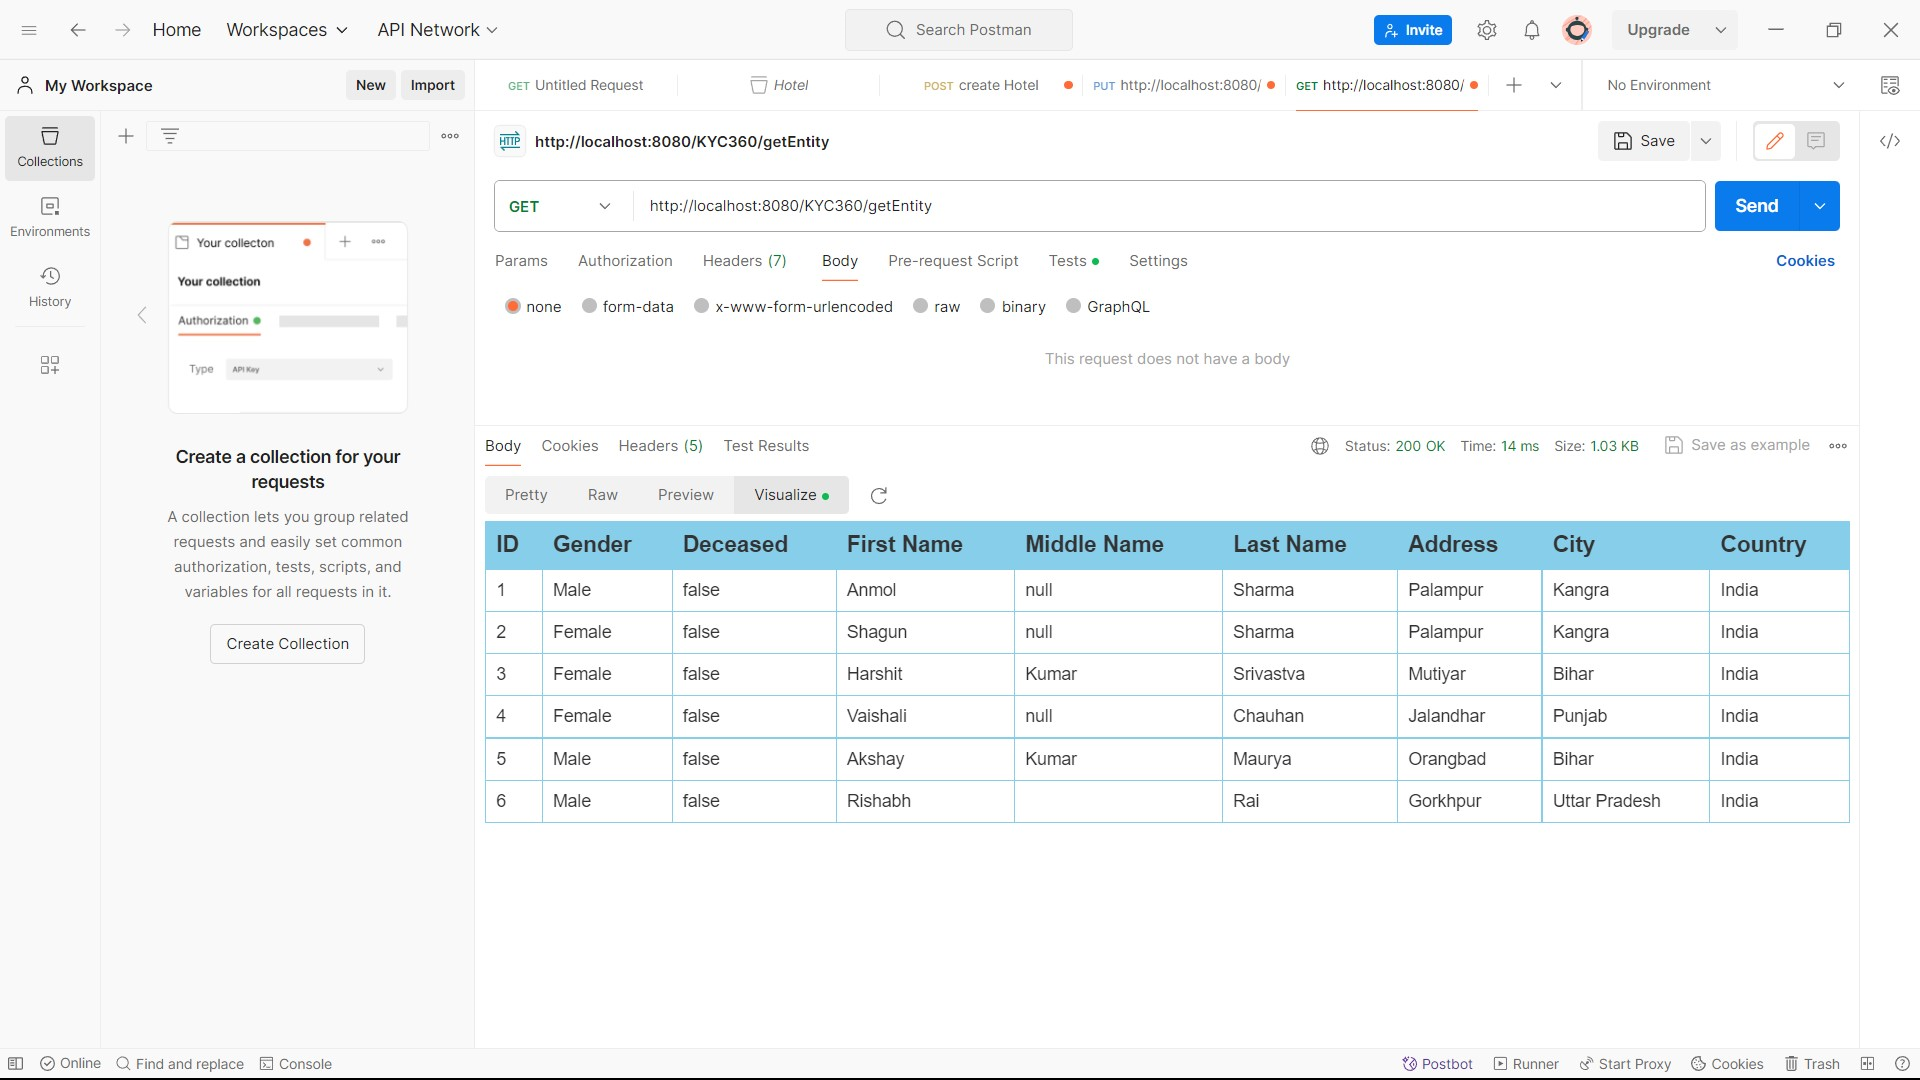 Home Workspaces API Network Search Postman Invite Upgrade
My Workspace New Import GET Untitled Request Hotel POST create Hotel PUT http://localhost:8080/ GET http://localhost:8080/ No Environment
Collections
Environments
History
Your collecton
Your collection
Authorization
Type API Key
Create a collection for your
requests
A collection lets you group related
requests and easily set common
authorization, tests, scripts, and
variables for all requests in it.
Create Collection
HTTP http://localhost:8080/KYC360/getEntity Save
GET http://localhost:8080/KYC360/getEntity Send
Params Authorization Headers (7) Body Pre-request Script Tests Settings Cookies
none form-data x-www-form-urlencoded raw binary GraphQL
This request does not have a body
Body Cookies Headers (5) Test Results Status: 200 OK Time: 14 ms Size: 1.03 KB Save as example
Pretty Raw Preview Visualize
ID Gender Deceased First Name Middle Name Last Name Address City Country
1 Male false Anmol null Sharma Palampur Kangra India
2 Female false Shagun null Sharma Palampur Kangra India
3 Female false Harshit Kumar Srivastva Mutiyar Bihar India
4 Female false Vaishali null Chauhan Jalandhar Punjab India
5 Male false Akshay Kumar Maurya Orangbad Bihar India
6 Male false Rishabh Rai Gorkhpur Uttar Pradesh India
Online Find and replace Console Postbot Runner Start Proxy Cookies Trash